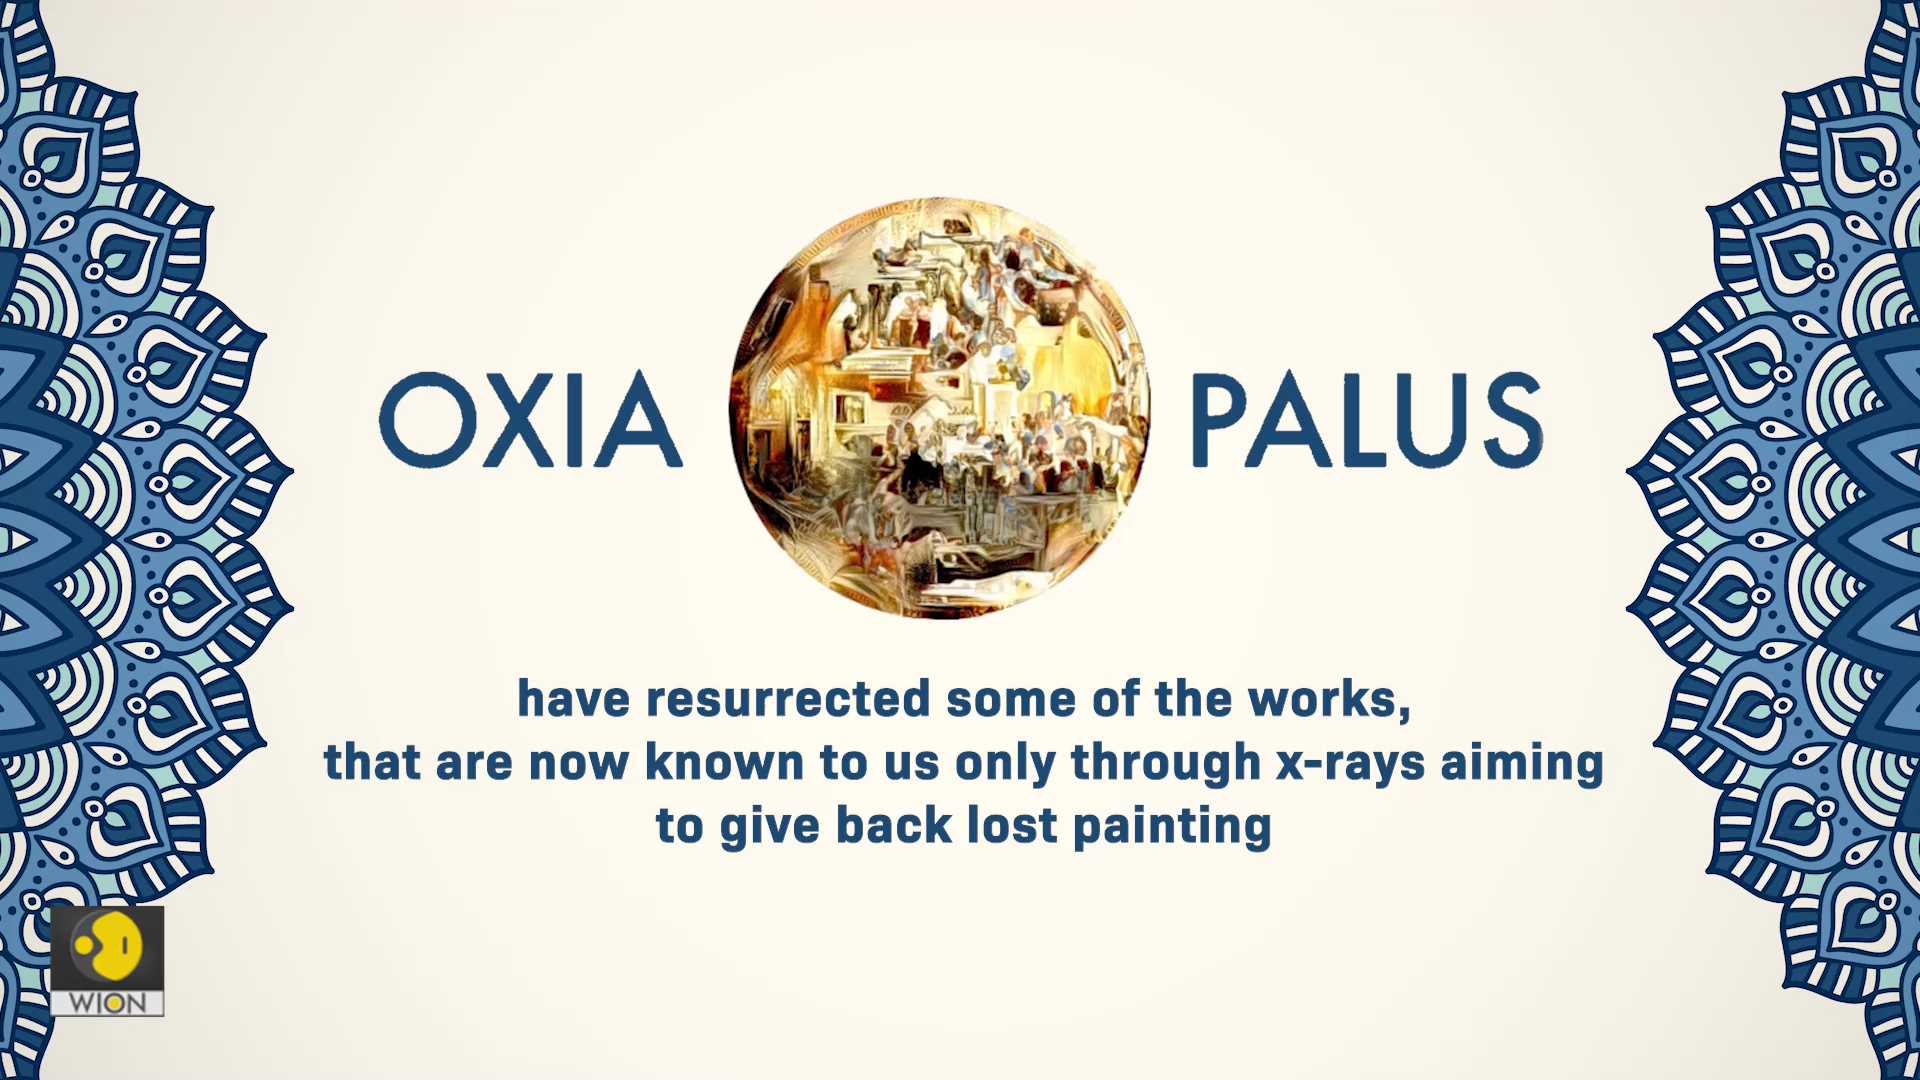 OXIA PALUS
have resurrected some of the works,
that are now known to us only through x-rays aiming
to give back lost painting
WION